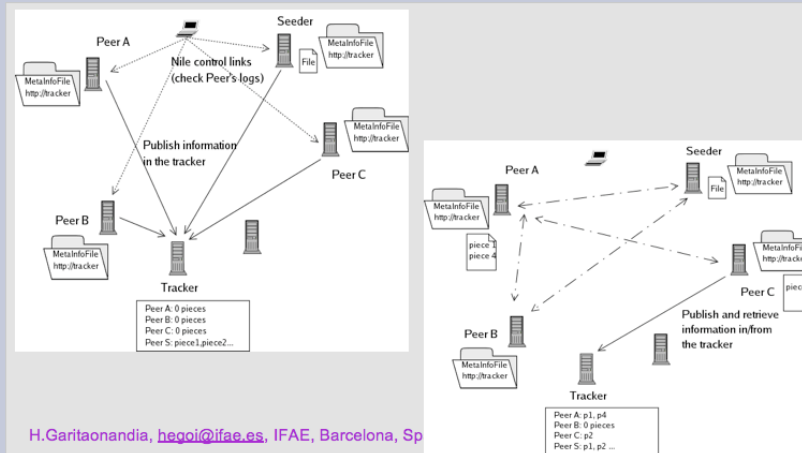 Seeder
Peer A
MetaInfoFile
http://tracker
File
Nile control links
(check Peer's logs)
MetaInfoFile
http://tracker
MetaInfoFile
http://tracker
Publish information
in the tracker
Peer C
Peer B
MetaInfoFile
http://tracker
Tracker
Peer A: 0 pieces
Peer B: 0 pieces
Peer C: 0 pieces
Peer S: piece1,piece2...
Seeder
Peer A
MetaInfoFile
http://tracker
File
MetaInfoFile
http://tracker
piece 1
piece 4
MetaInfoFile
http://tracke
Peer C
piec
Publish and retrieve
information in/from
the tracker
Peer B
MetaInfoFile
http://tracker
Tracker
Peer A: p1, p4
Peer B: 0 pieces
Peer C: p2
Peer S: p1, p2 ...
H.Garitaonandia, hegoi@ifae.es, IFAE, Barcelona, Sp